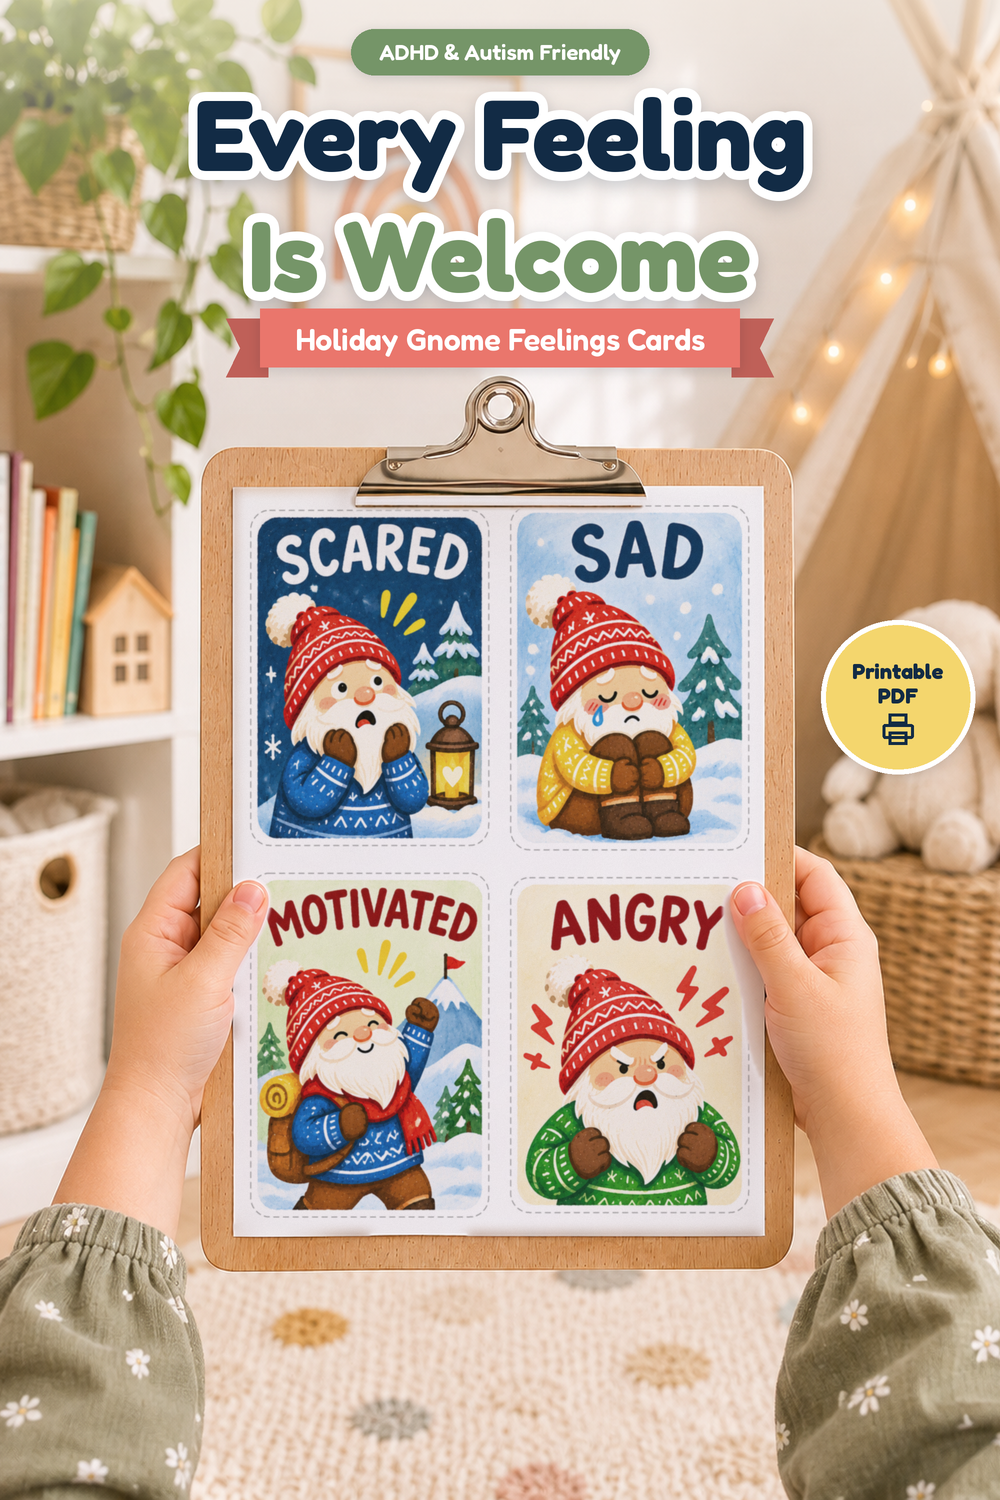 ADHD & Autism Friendly
Every Feeling
Is Welcome
Holiday Gnome Feelings Cards
SCARED
SAD
Printable
PDF
MOTIVATED
ANGRY